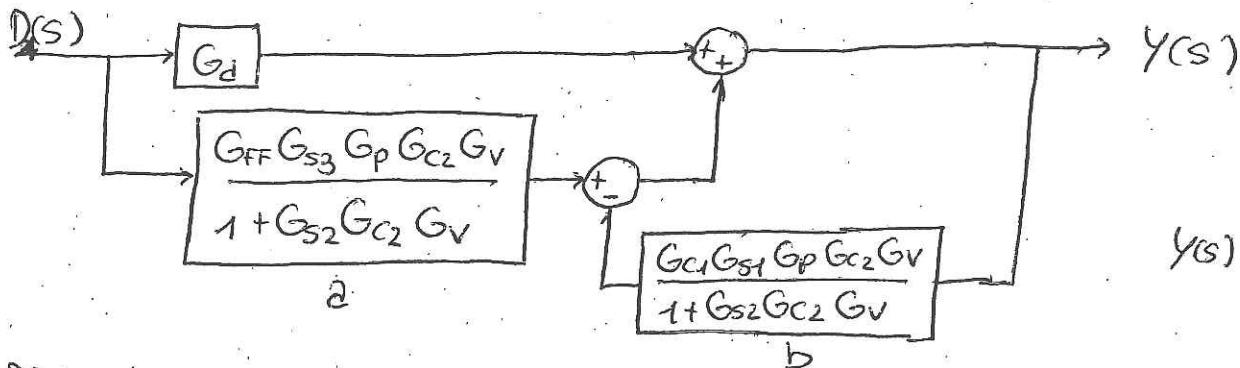 D(S)
Gd
+ +
Y(S)
GFF GS3 GP GC2 GV
1 + GS2 GC2 GV
a
+ -
GC1 GS1 GP GC2 GV
1 + GS2 GC2 GV
b
Y(S)